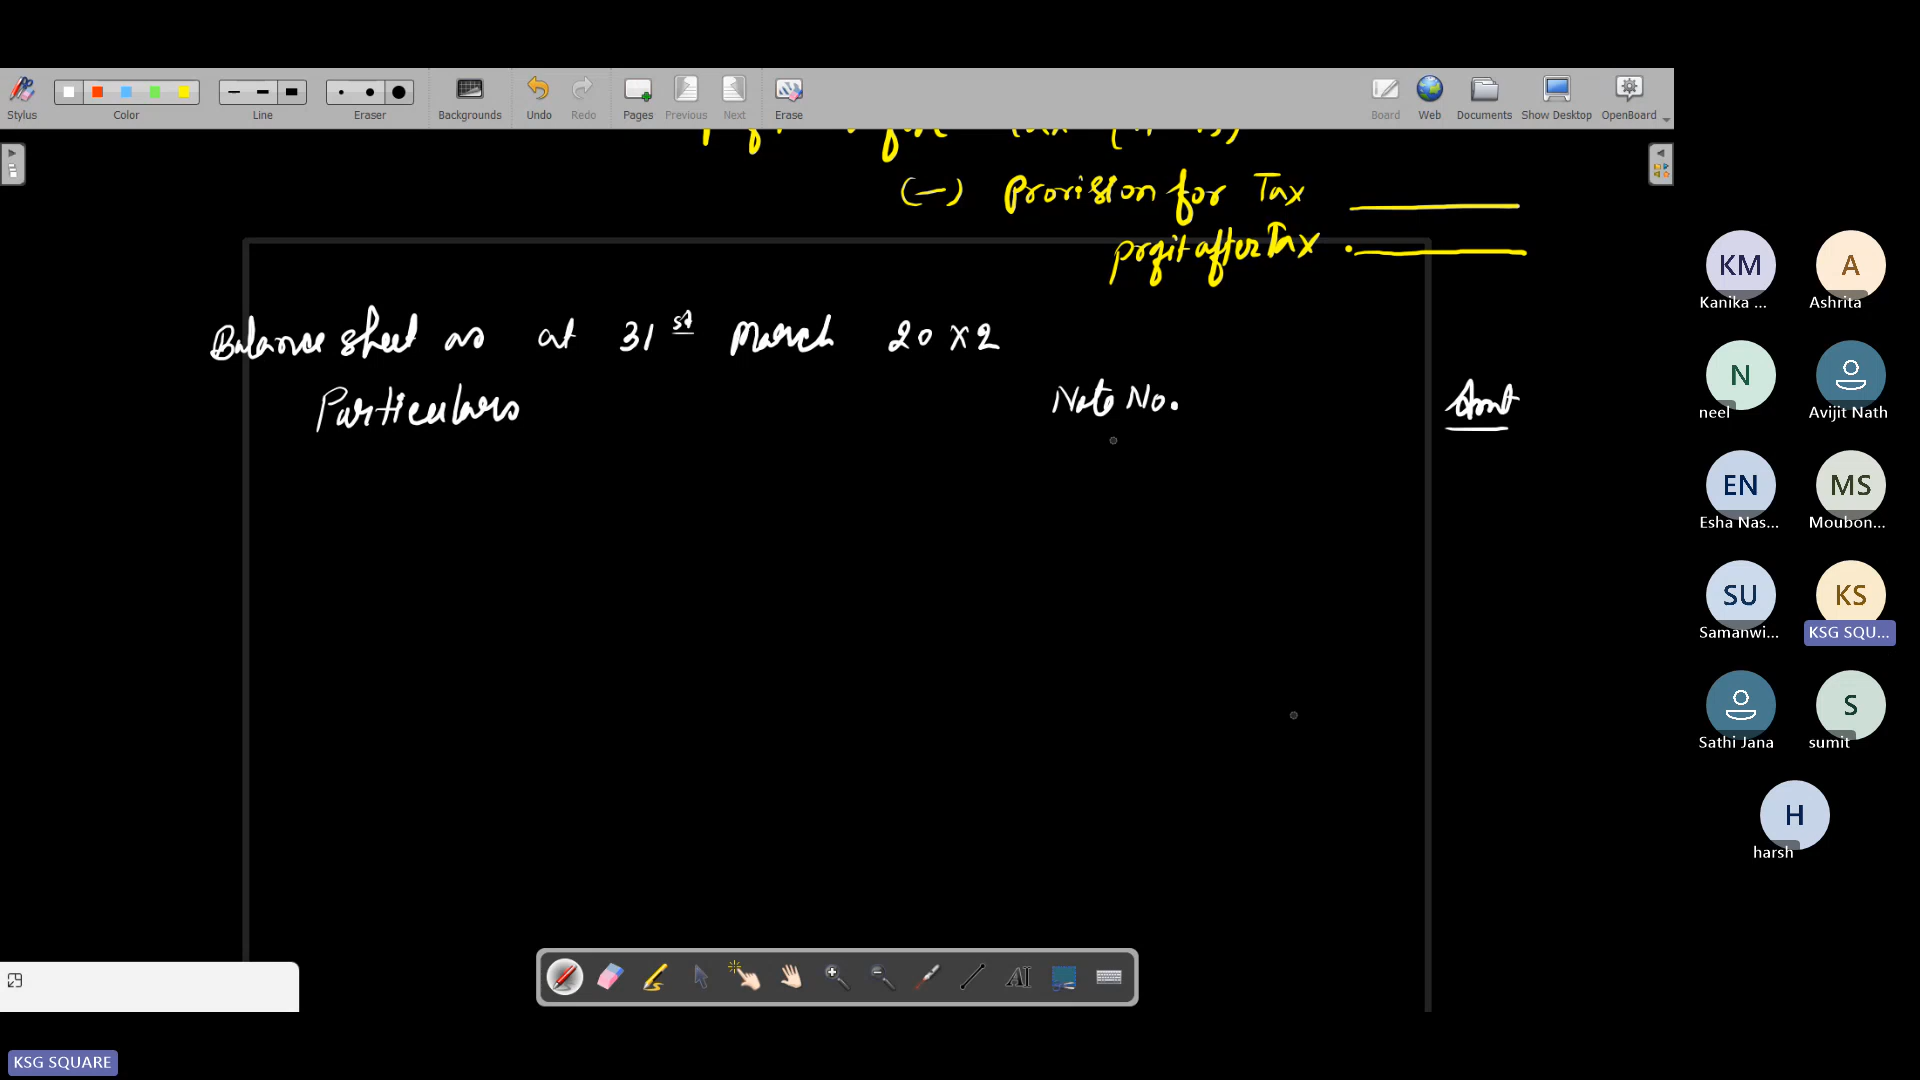 Stylus Color Line Eraser Backgrounds Undo Redo Pages Previous Next Erase Board Web Documents Show Desktop OpenBoard
(-) Provision for Tax
profit after Tax
Balance sheet as at 31st March 20X2
Particulars Note No. Amt
KM A
Kanika ... Ashrita
N
neel Avijit Nath
EN MS
Esha Nas... Moubon...
SU KS
Samanwi... KSG SQU...
S
Sathi Jana sumit
H
harsh
AI
KSG SQUARE